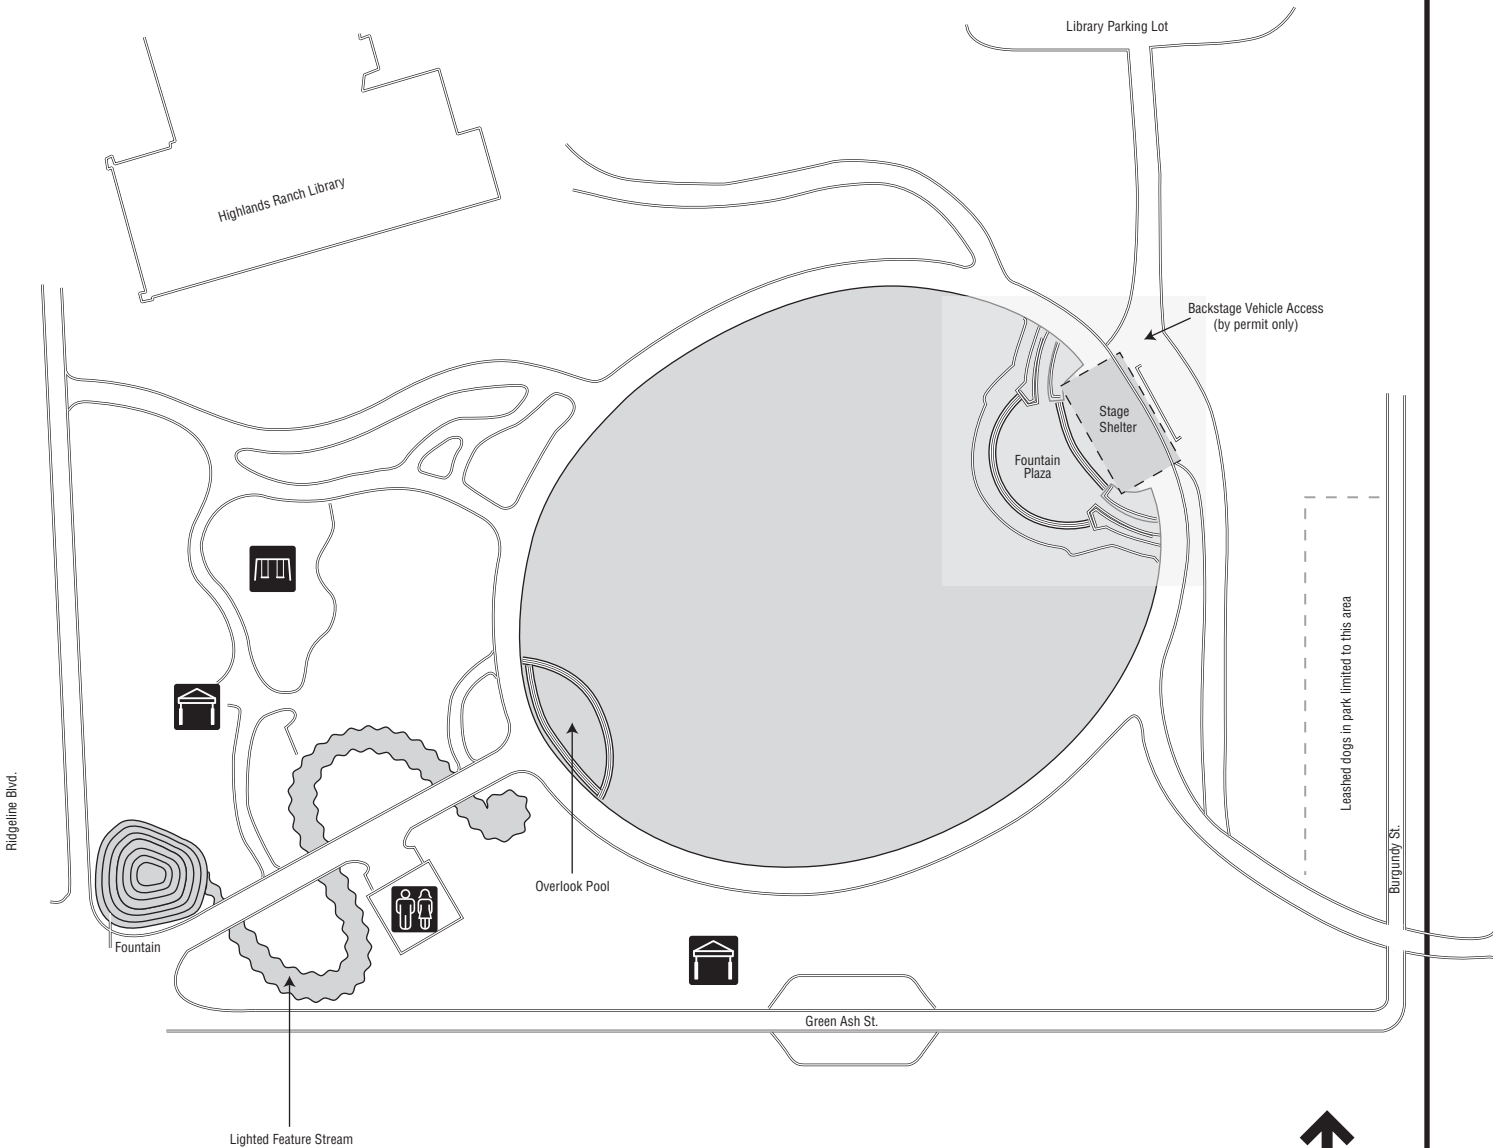 Library Parking Lot
Highlands Ranch Library
Backstage Vehicle Access
(by permit only)
Stage
Shelter
Fountain
Plaza
Leashed dogs in park limited to this area
Ridgeline Blvd.
Burgundy St.
Overlook Pool
Fountain
Green Ash St.
Lighted Feature Stream